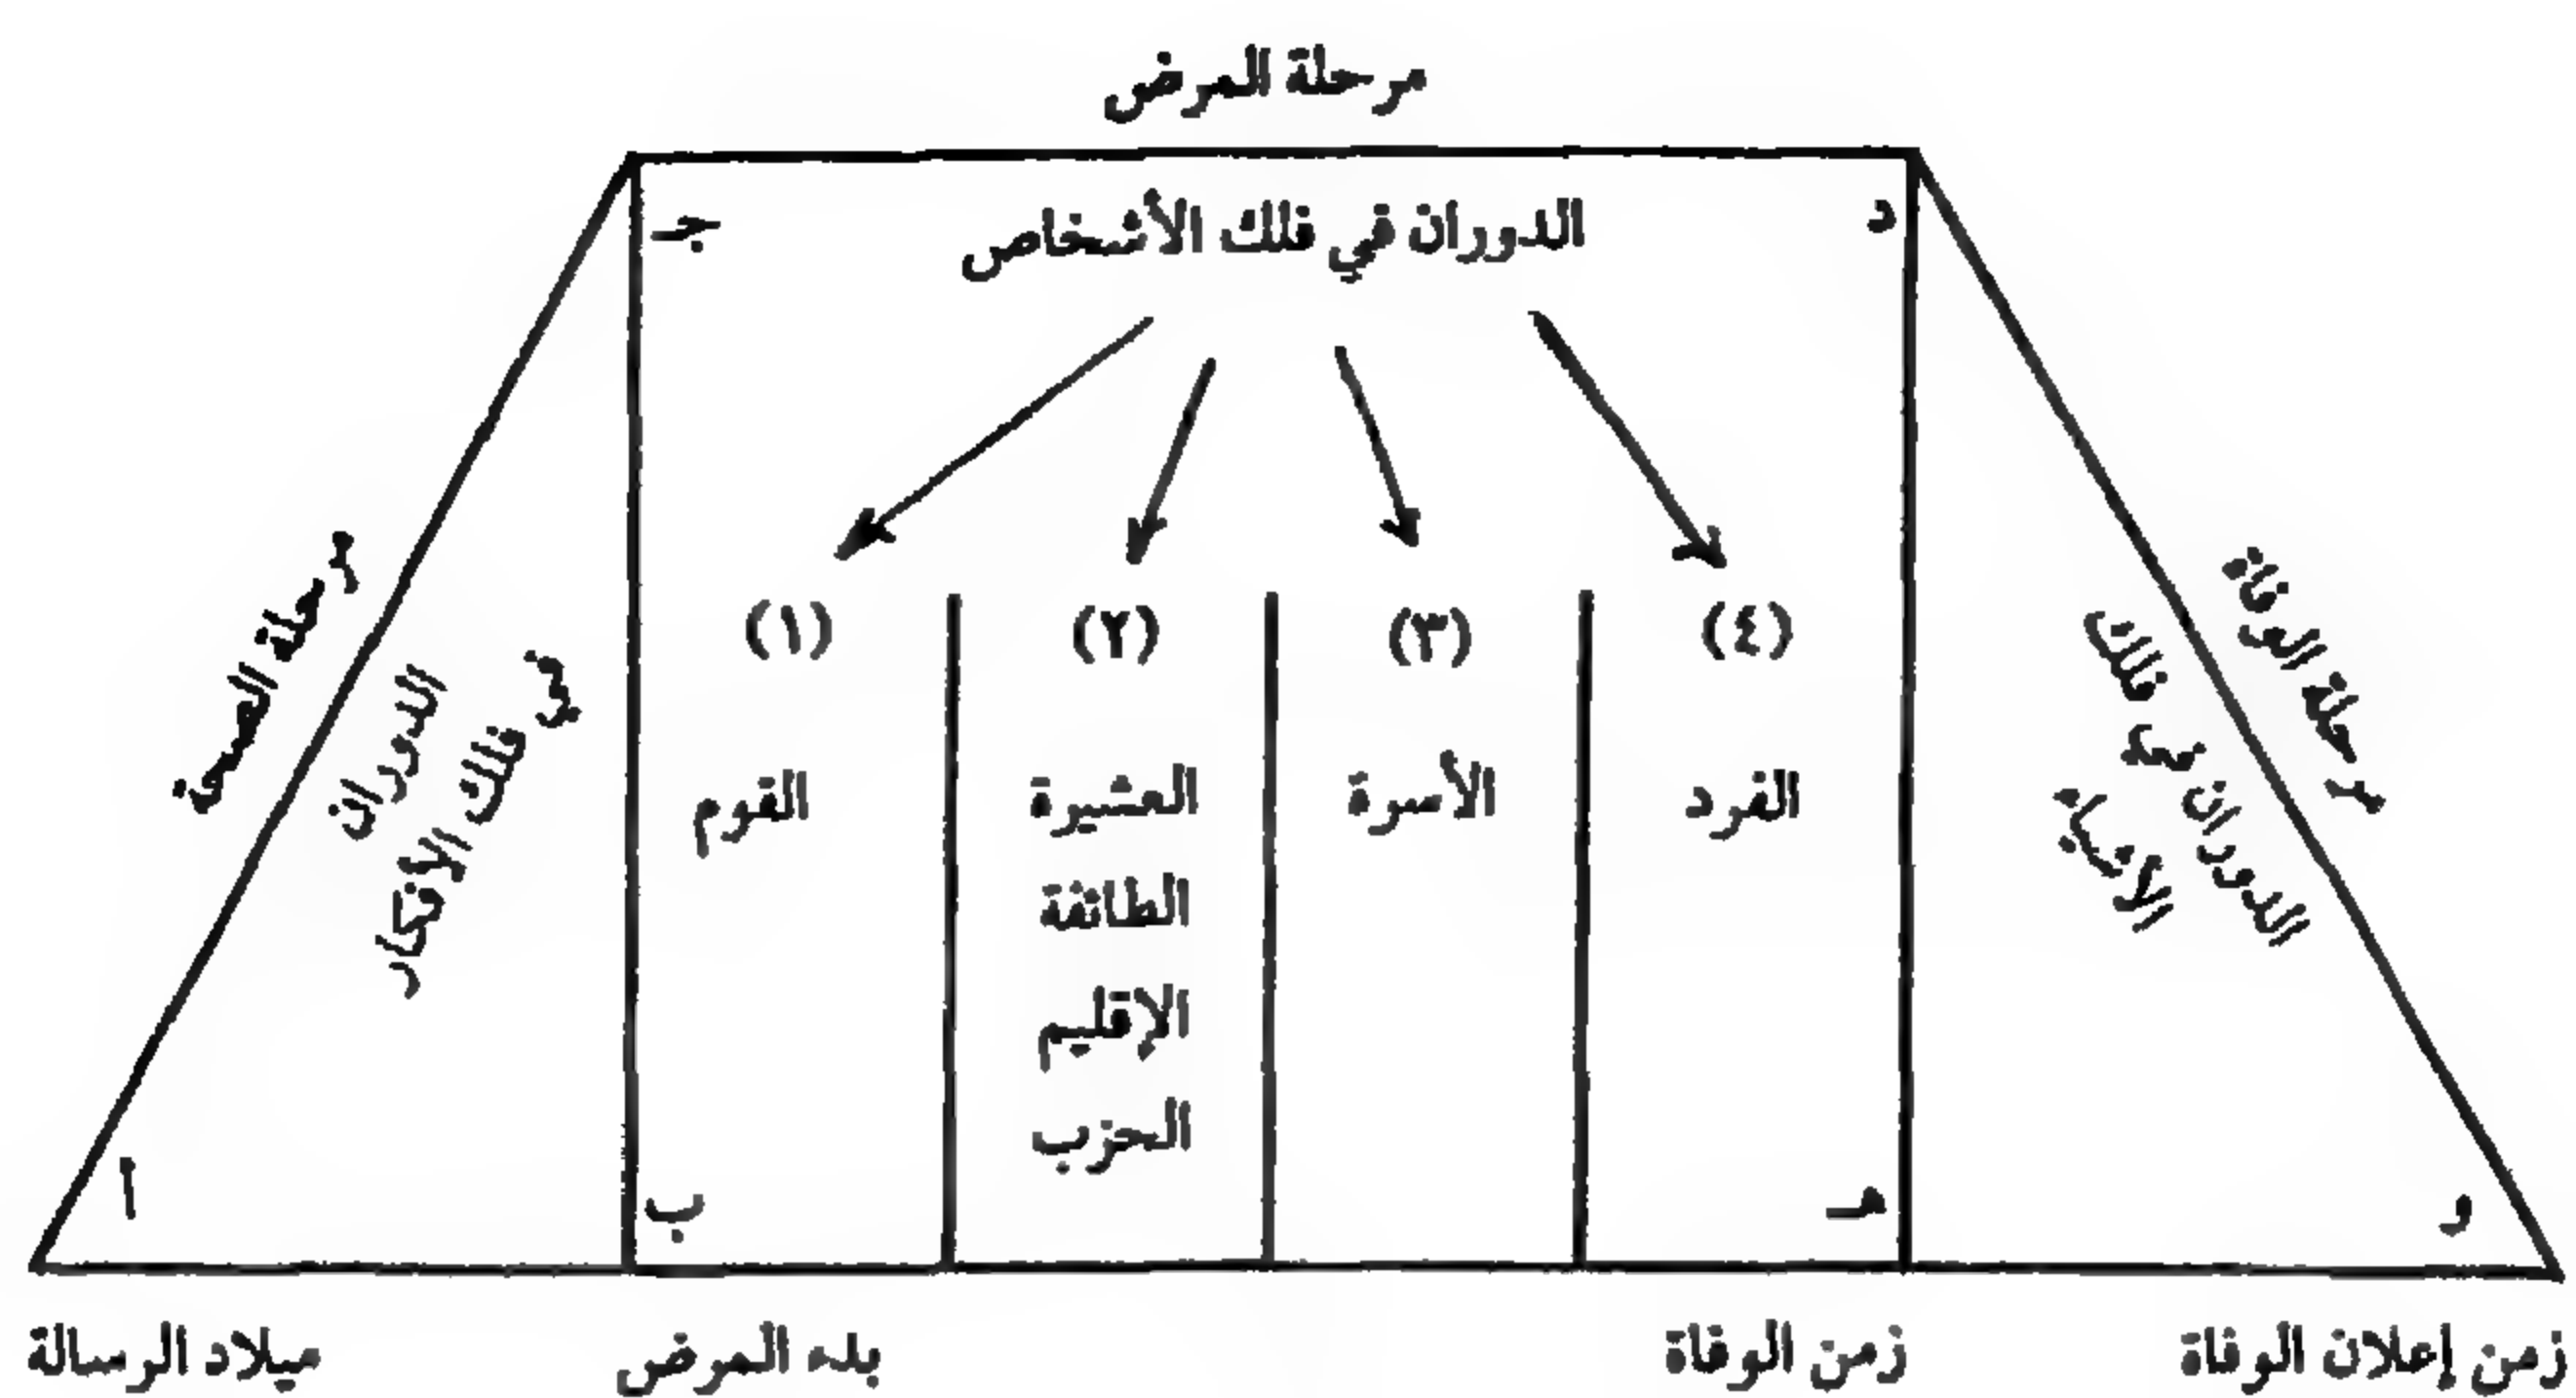 مرحلة المرض
د
جـ
الدوران في فلك الأشخاص
مرحلة الصحة
الدوران
في فلك الأفكار
(١)
(٢)
(٣)
(٤)
القوم
العشيرة
الطائفة
الإقليم
الحزب
الأسرة
الفرد
مرحلة الوفاة
الدوران في فلك
الأشياء
أ
ب
هـ
و
ميلاد الرسالة
بدء المرض
زمن الوفاة
زمن إعلان الوفاة